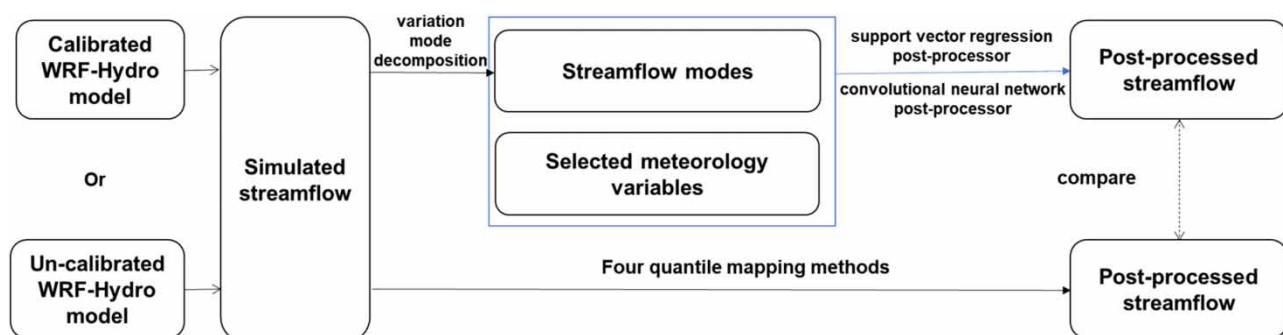 Calibrated
WRF-Hydro
model
Or
Un-calibrated
WRF-Hydro
model
Simulated
streamflow
variation
mode
decomposition
Streamflow modes
Selected meteorology
variables
support vector regression
post-processor
convolutional neural network
post-processor
Four quantile mapping methods
Post-processed
streamflow
compare
Post-processed
streamflow